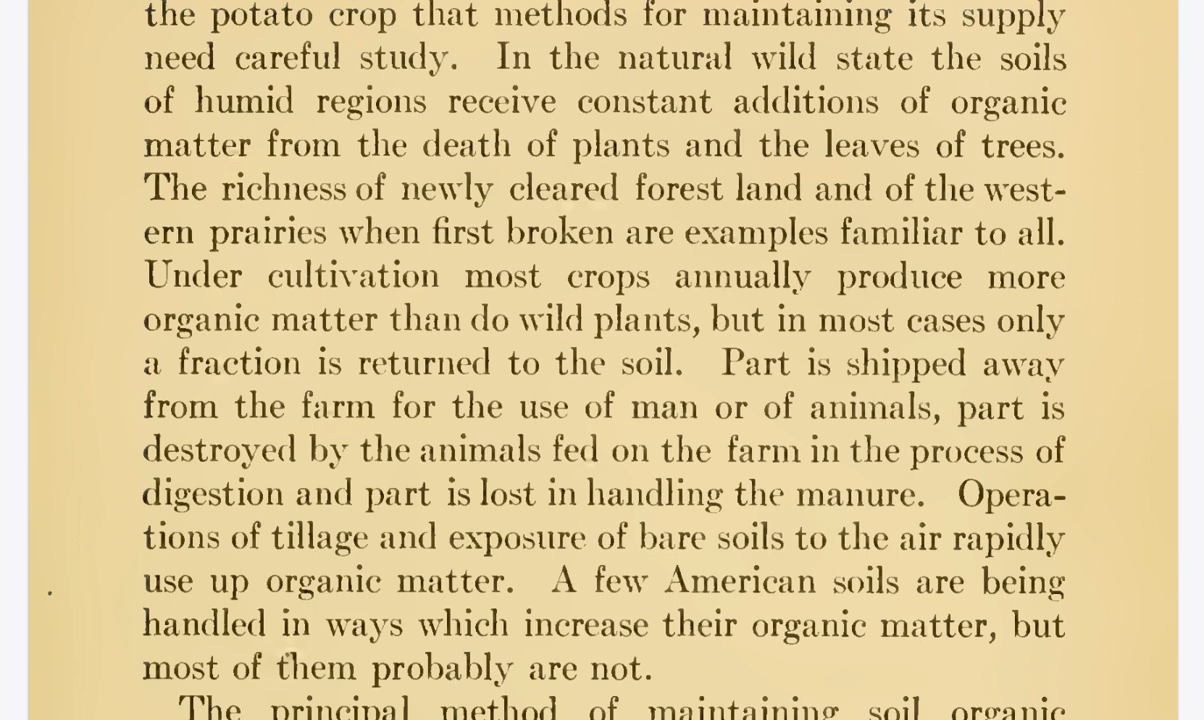 the potato crop that methods for maintaining its supply
need careful study. In the natural wild state the soils
of humid regions receive constant additions of organic
matter from the death of plants and the leaves of trees.
The richness of newly cleared forest land and of the west-
ern prairies when first broken are examples familiar to all.
Under cultivation most crops annually produce more
organic matter than do wild plants, but in most cases only
a fraction is returned to the soil. Part is shipped away
from the farm for the use of man or of animals, part is
destroyed by the animals fed on the farm in the process of
digestion and part is lost in handling the manure. Opera-
tions of tillage and exposure of bare soils to the air rapidly
use up organic matter. A few American soils are being
handled in ways which increase their organic matter, but
most of them probably are not.
The principal method of maintaining soil organic